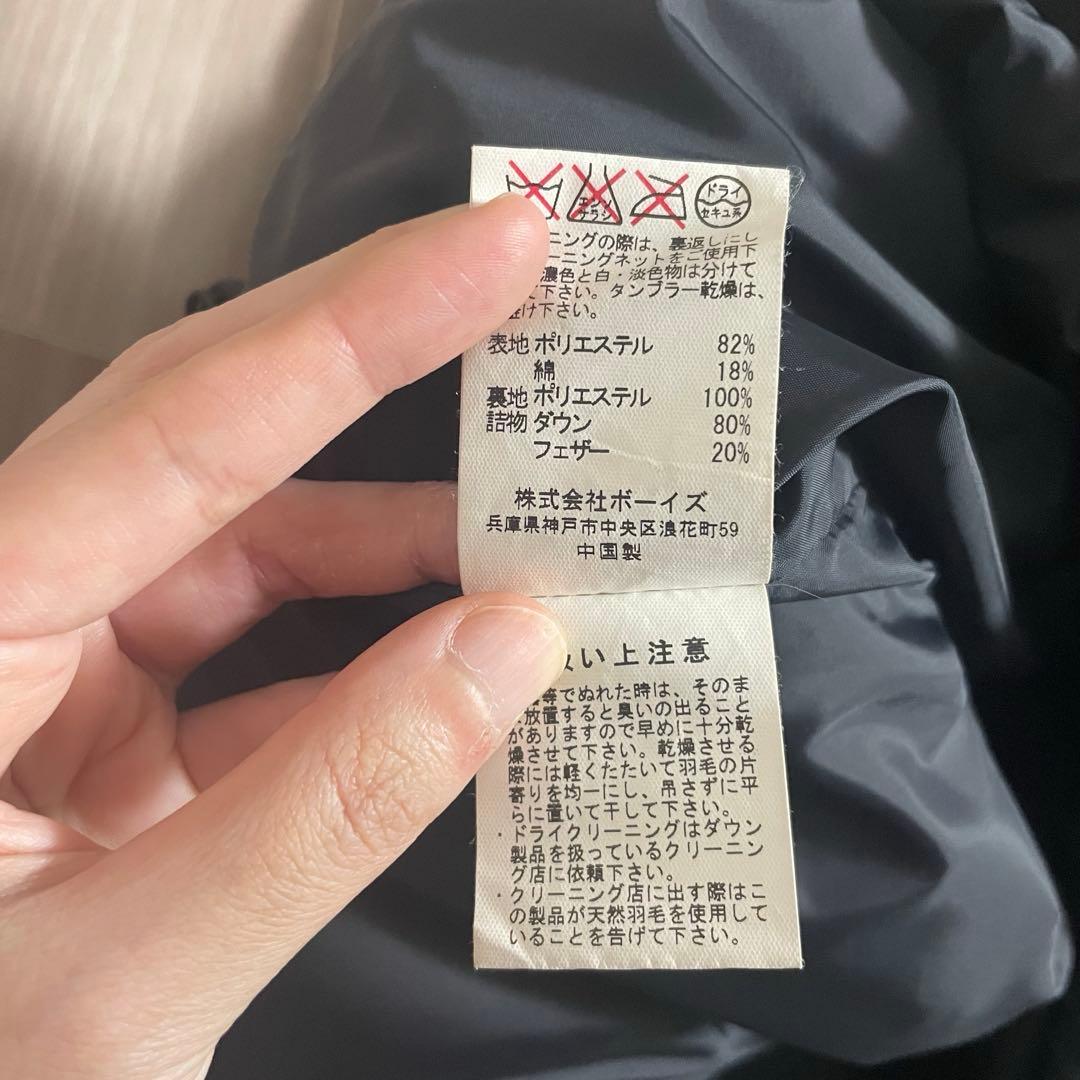 エンソ
サラシ
ドライ
セキユ系
ニングの際は、裏返しにし
ーニングネットをご使用下
濃色と白・淡色物は分けて
て下さい。タンブラー乾燥は、
避け下さい。
表地 ポリエステル 82%
綿 18%
裏地 ポリエステル 100%
詰物 ダウン 80%
フェザー 20%
株式会社ボーイズ
兵庫県神戸市中央区浪花町59
中国製
い上注意
等でぬれた時は、そのま
放置すると臭いの出ること
がありますので早めに十分乾
燥させて下さい。乾燥させる
際には軽くたたいて羽毛の片
寄りを均一にし、吊さずに平
らに置いて干して下さい。
・ドライクリーニングはダウン
製品を扱っているクリーニン
グ店に依頼下さい。
・クリーニング店に出す際はこ
の製品が天然羽毛を使用して
いることを告げて下さい。